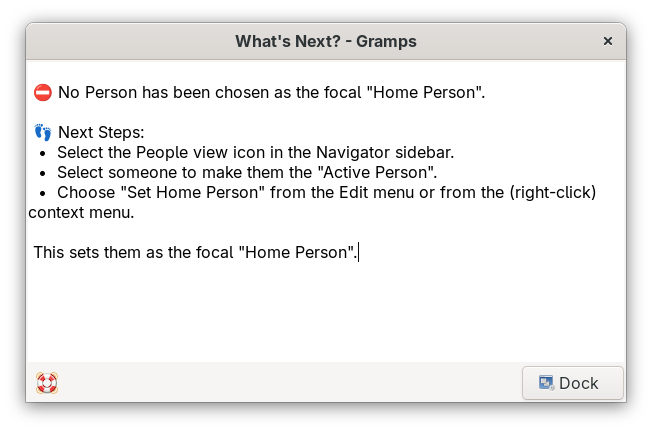 What's Next? - Gramps
⛔ No Person has been chosen as the focal "Home Person".
👣 Next Steps:
• Select the People view icon in the Navigator sidebar.
• Select someone to make them the "Active Person".
• Choose "Set Home Person" from the Edit menu or from the (right-click)
context menu.
This sets them as the focal "Home Person".
Dock